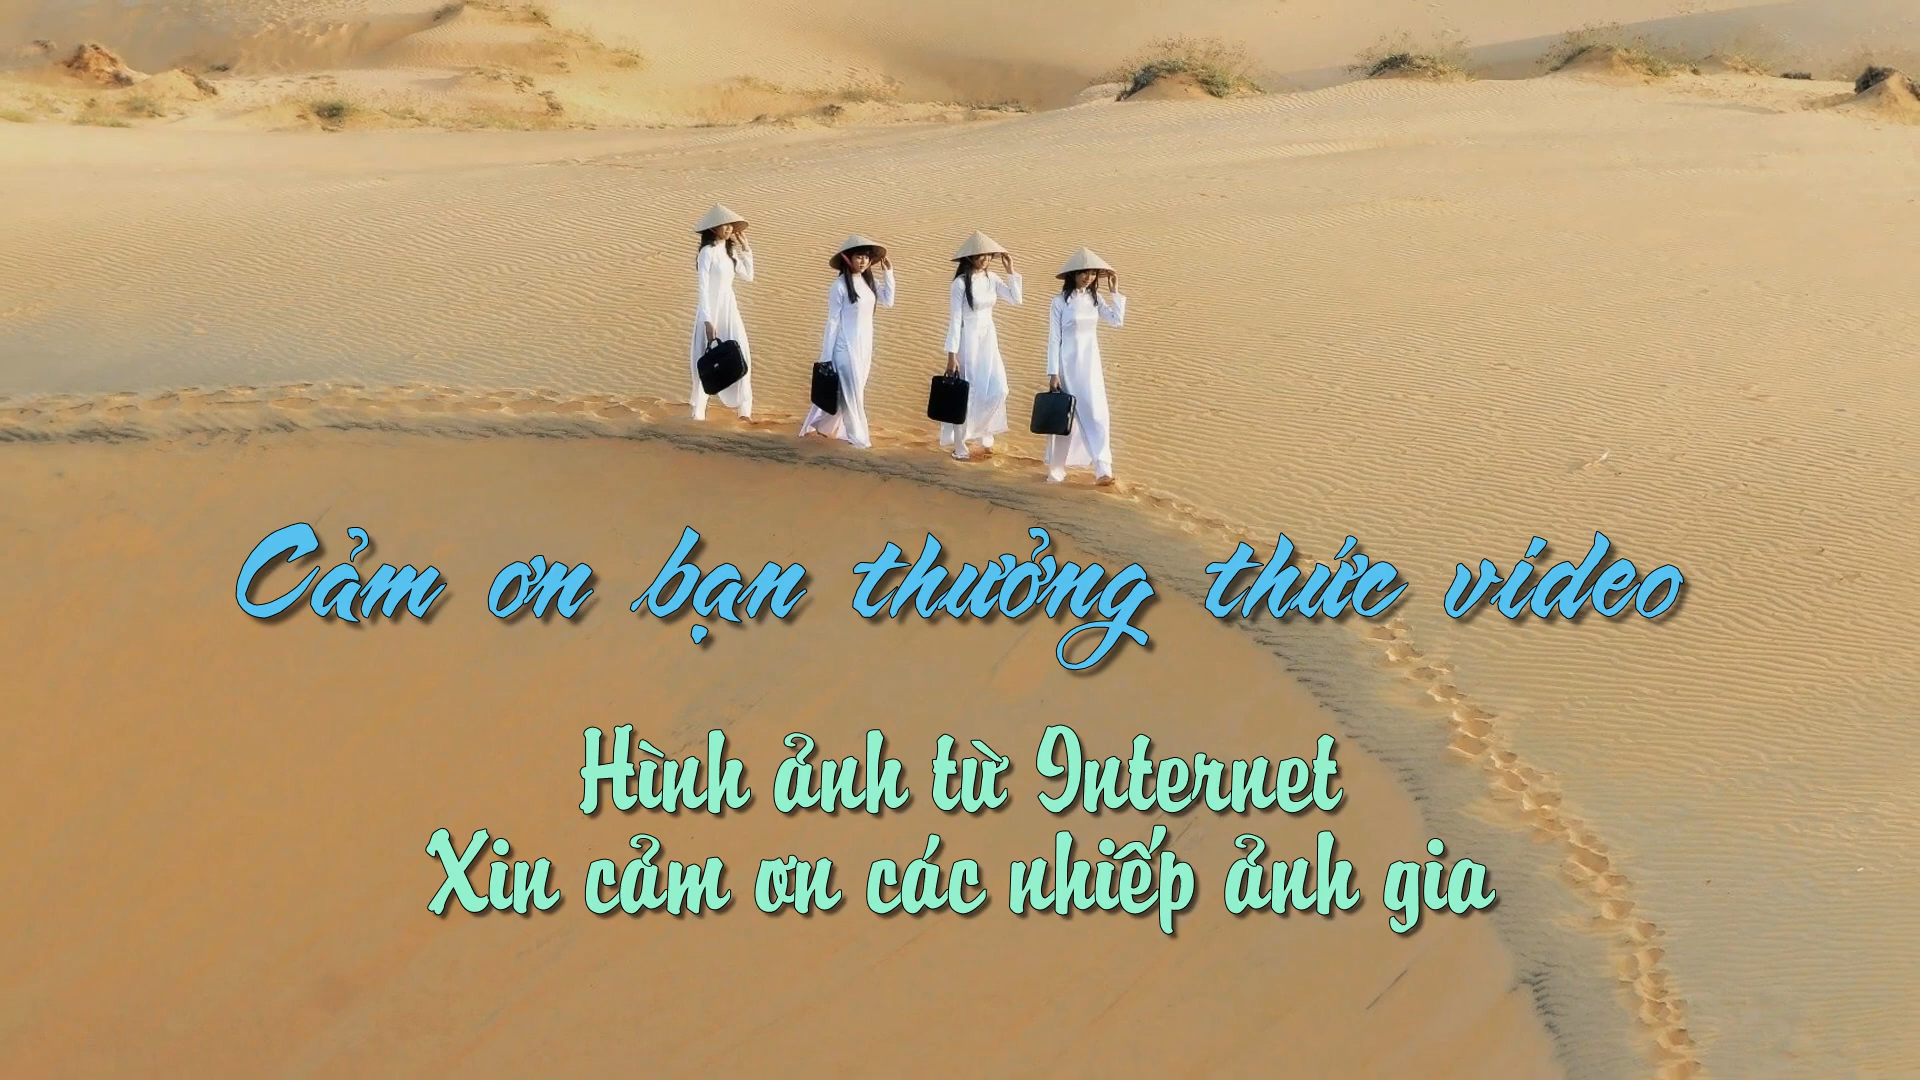 Cảm ơn bạn thưởng thức video
Hình ảnh từ Internet
Xin cảm ơn các nhiếp ảnh gia